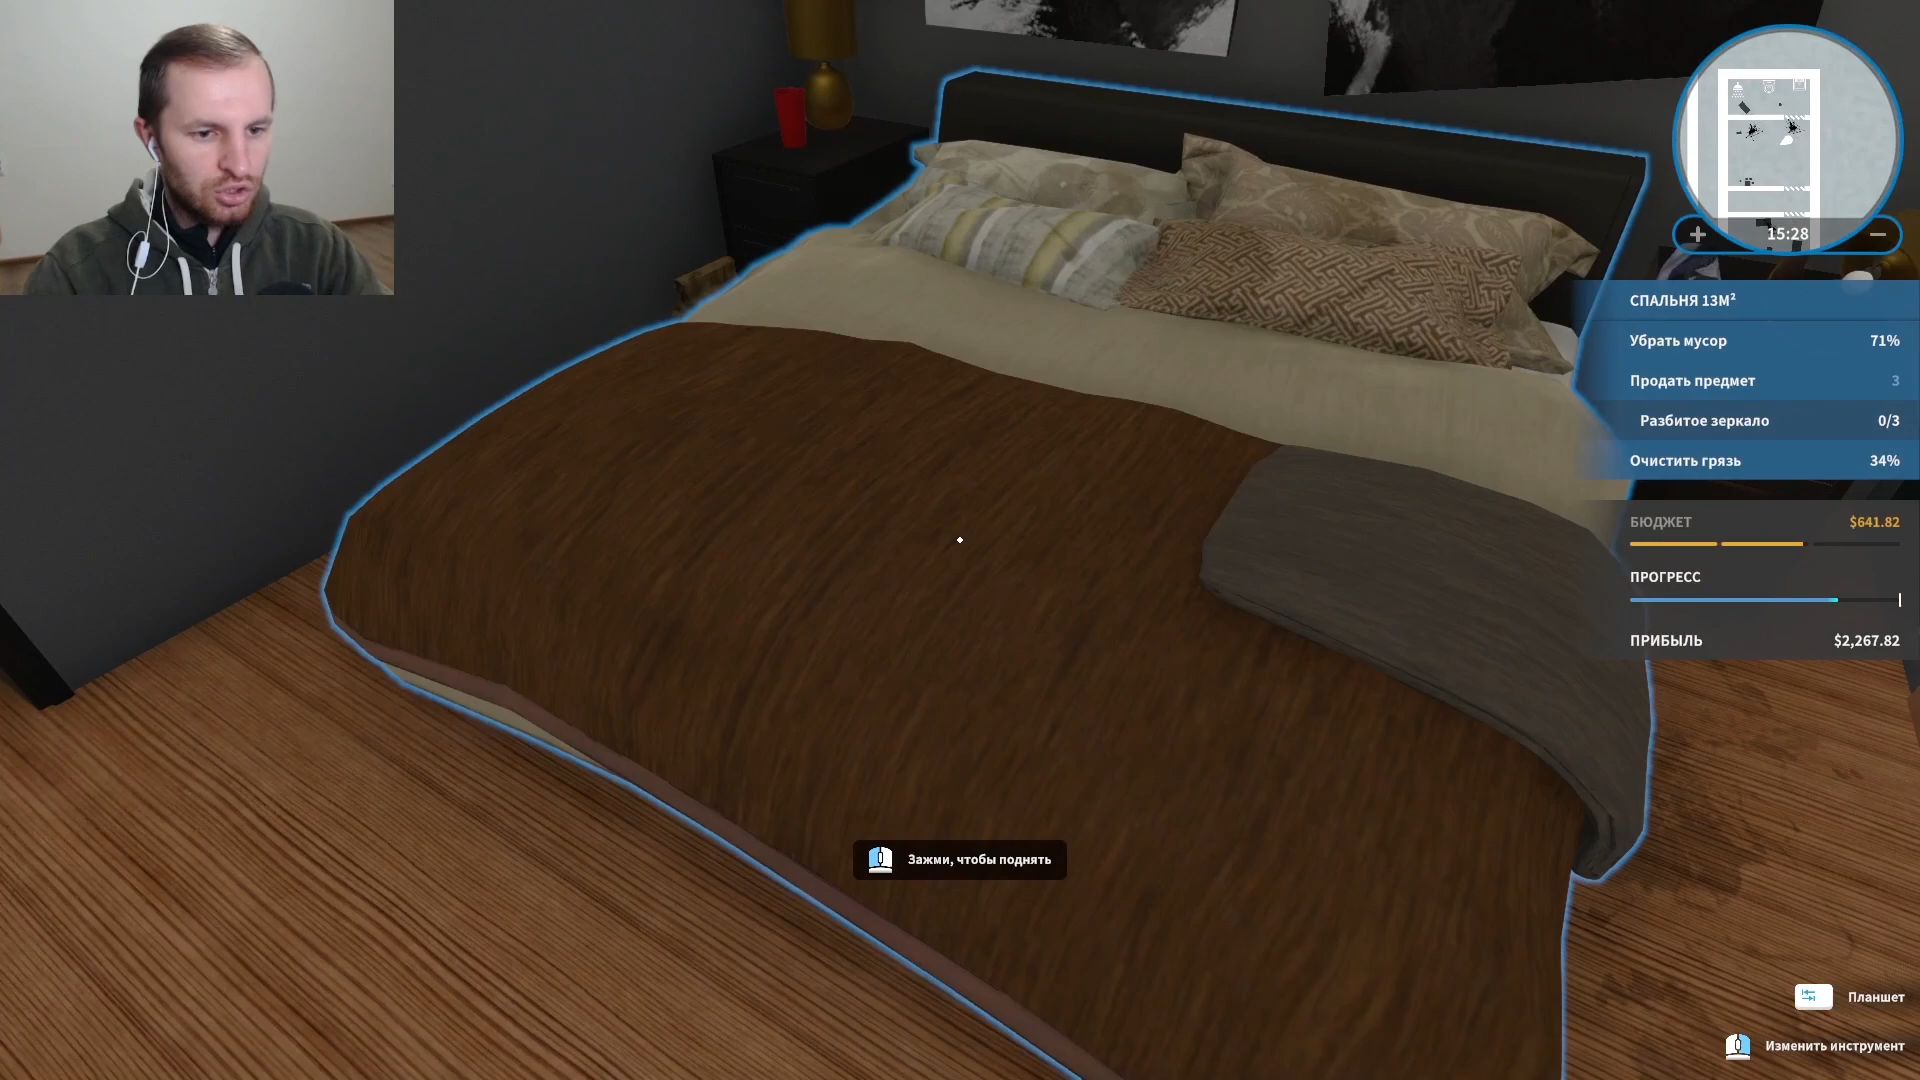 15:28
СПАЛЬНЯ 13М²
Убрать мусор 71%
Продать предмет 3
Разбитое зеркало 0/3
Очистить грязь 34%
БЮДЖЕТ $641.82
ПРОГРЕСС
ПРИБЫЛЬ $2,267.82
Зажми, чтобы поднять
Планшет
Изменить инструмент